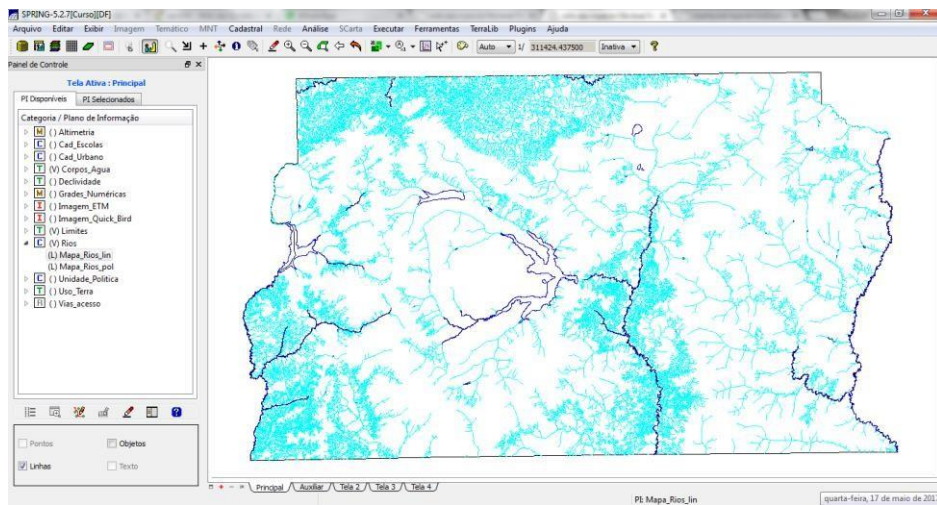 SPRING-5.2.7[Curso][DF]
Arquivo Editar Exibir Imagem Temático MNT Cadastral Rede Análise SCarta Executar Ferramentas TerraLib Plugins Ajuda
Auto 1/ 311424.437500 Inativa
Painel de Controle
Tela Ativa : Principal
PI Disponíveis PI Selecionados
Categoria / Plano de Informação
M ( ) Altimetria
C ( ) Cad_Escolas
C ( ) Cad_Urbano
T (V) Corpos_Agua
T ( ) Declividade
M ( ) Grades_Numéricas
I ( ) Imagem_ETM
I ( ) Imagem_Quick_Bird
T (V) Limites
C (V) Rios
(L) Mapa_Rios_lin
(L) Mapa_Rios_pol
C ( ) Unidade_Politica
T ( ) Uso_Terra
R ( ) Vias_acesso
Pontos Objetos
Linhas Texto
Principal Auxiliar Tela 2 Tela 3 Tela 4
PI: Mapa_Rios_lin
quarta-feira, 17 de maio de 201